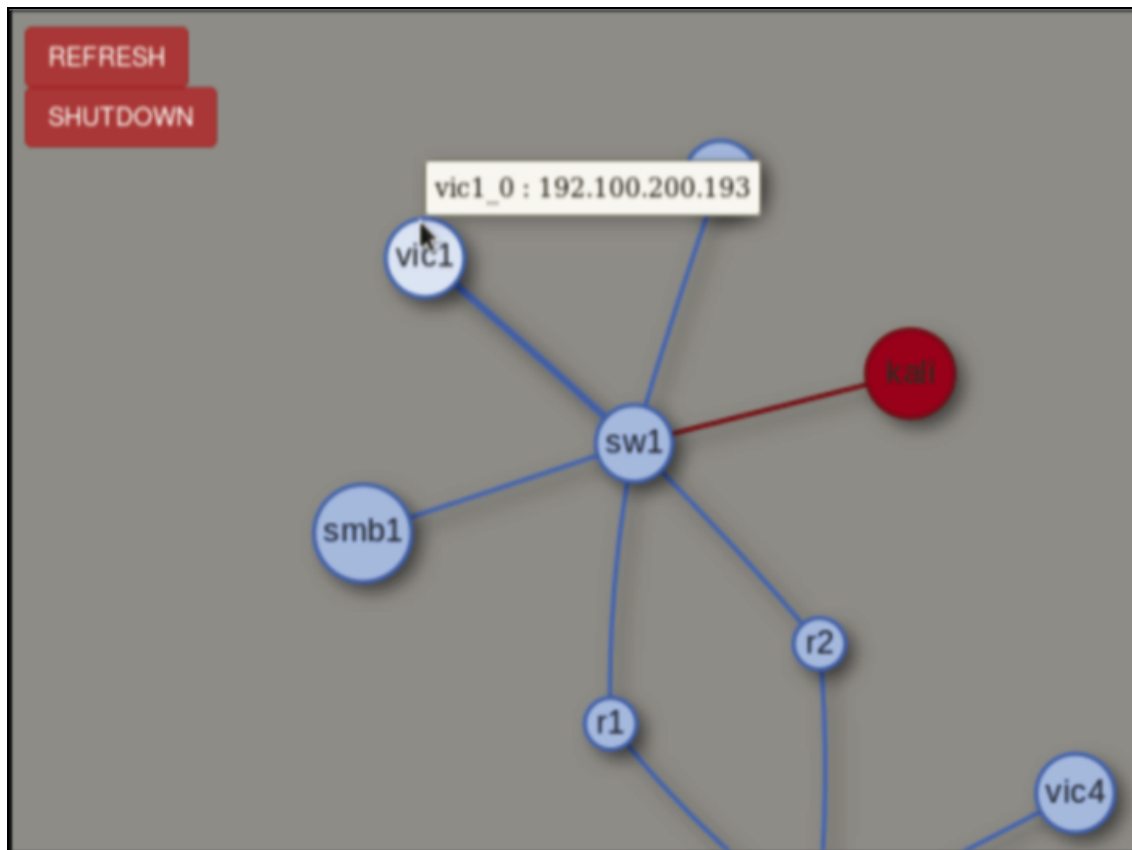 REFRESH
SHUTDOWN
vic1_0 : 192.100.200.193
vic1
kali
sw1
smb1
r2
r1
vic4